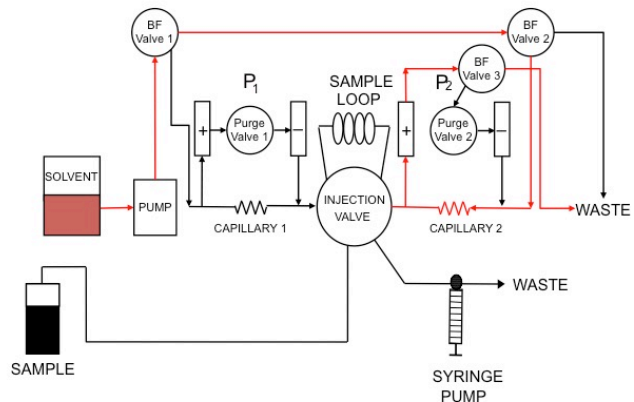 BF
Valve 1
BF
Valve 2
P1
SAMPLE
LOOP
P2
BF
Valve 3
+
Purge
Valve 1
−
+
Purge
Valve 2
−
SOLVENT
PUMP
INJECTION
VALVE
CAPILLARY 1
CAPILLARY 2
WASTE
WASTE
SAMPLE
SYRINGE
PUMP